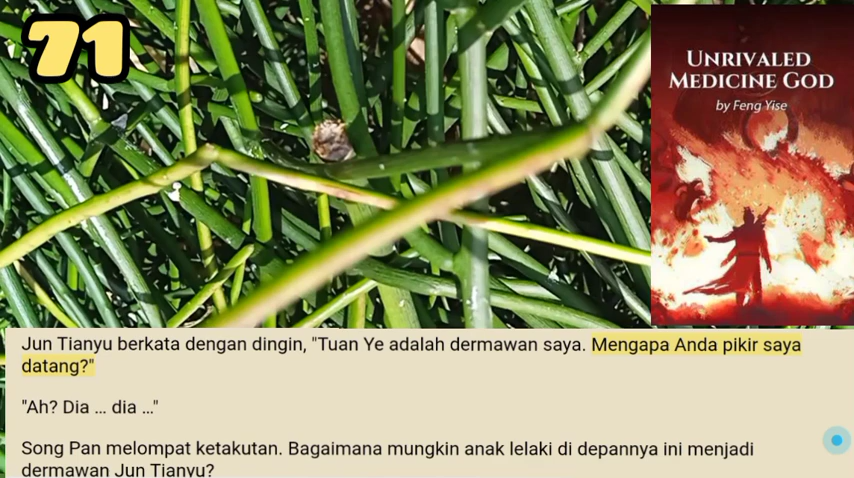 71
UNRIVALED
MEDICINE GOD
by Feng Yise
Jun Tianyu berkata dengan dingin, "Tuan Ye adalah dermawan saya. Mengapa Anda pikir saya
datang?"
"Ah? Dia ... dia ..."
Song Pan melompat ketakutan. Bagaimana mungkin anak lelaki di depannya ini menjadi
dermawan Jun Tianyu?